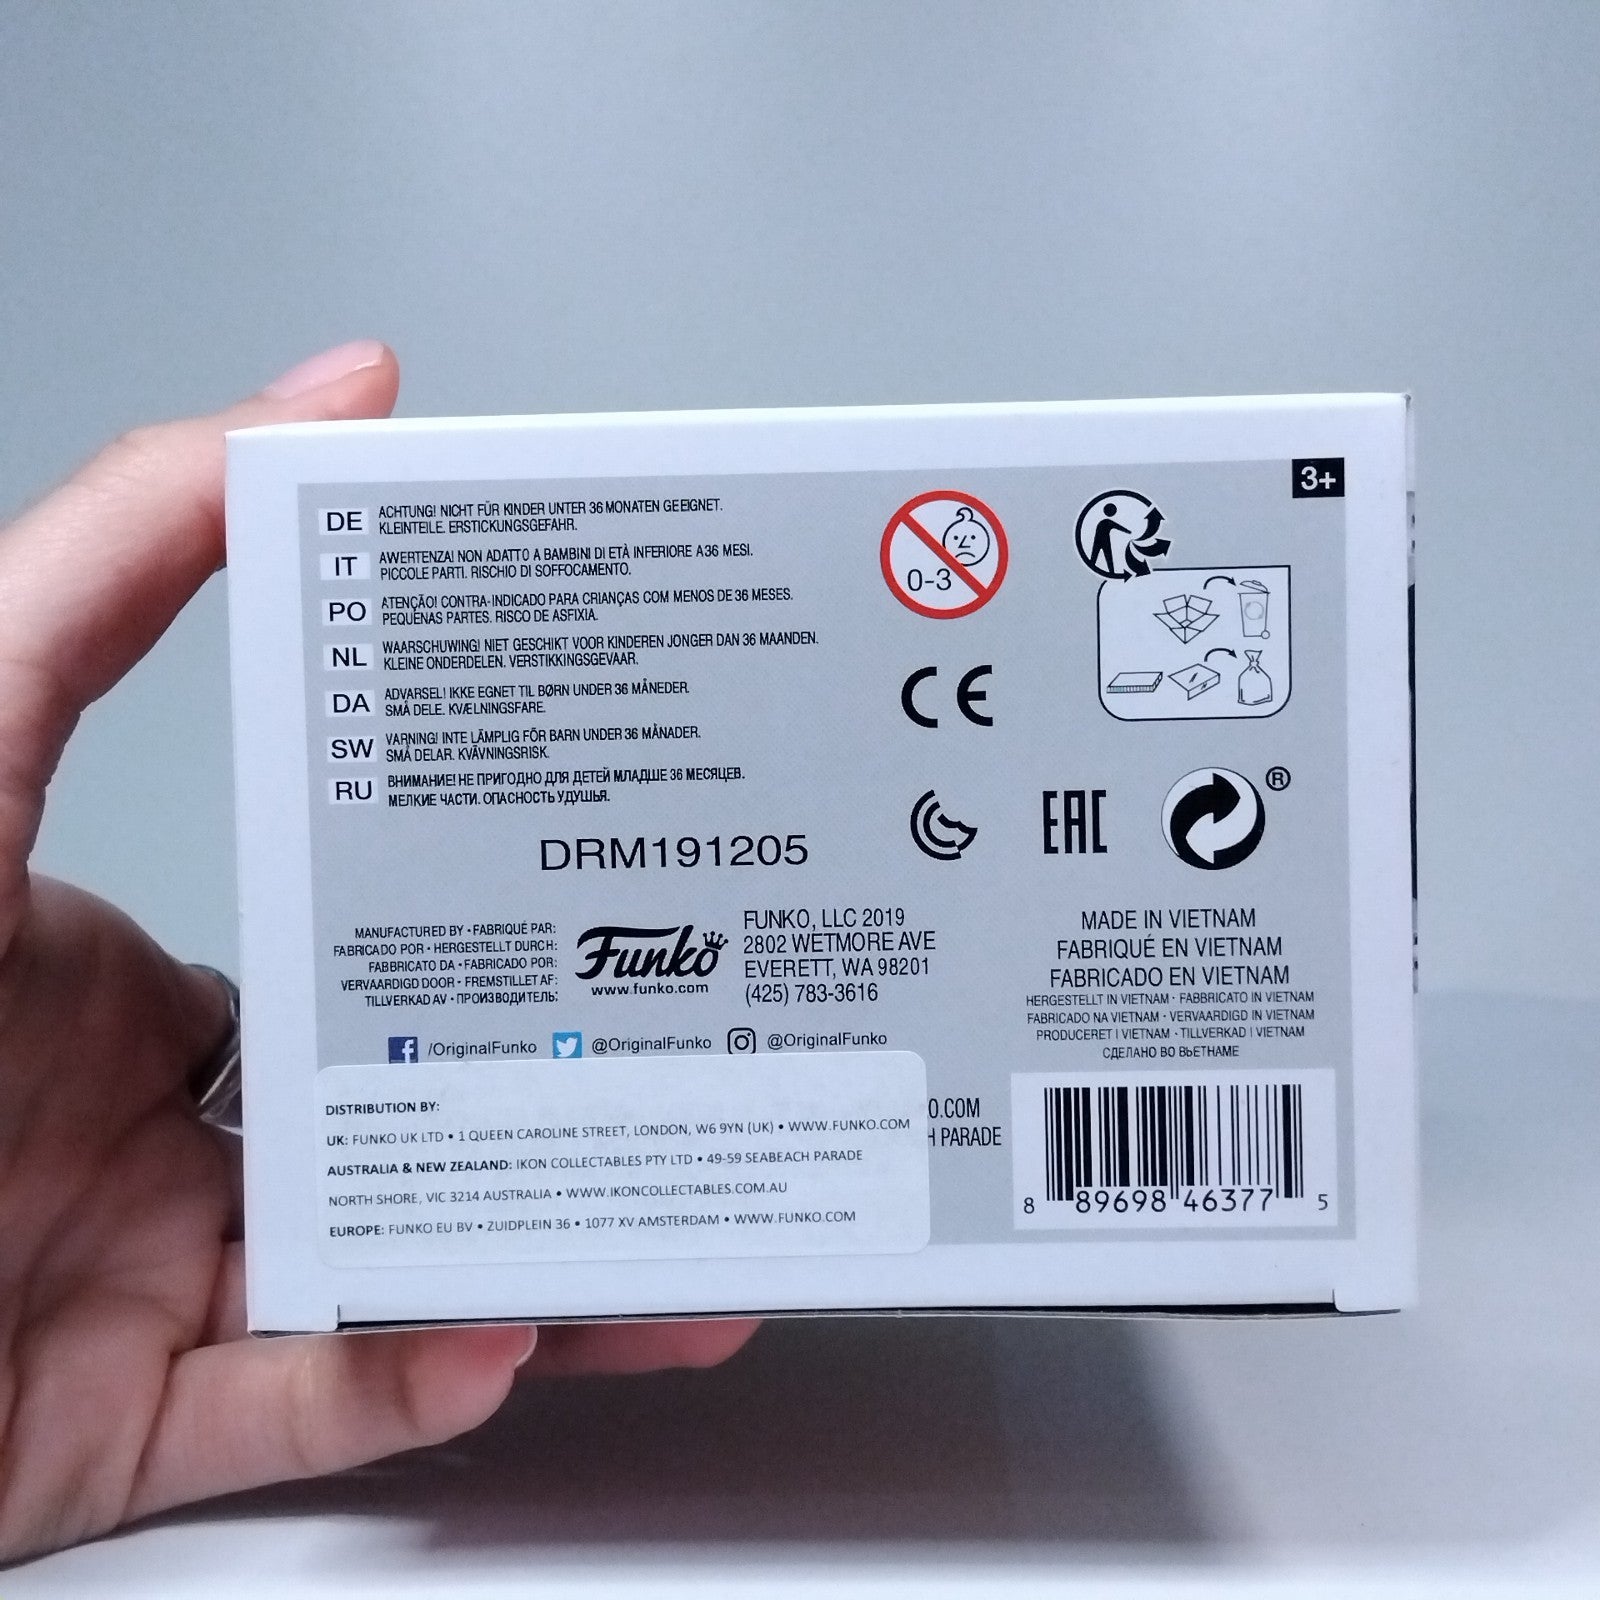 3+
DE ACHTUNG! NICHT FÜR KINDER UNTER 36 MONATEN GEEIGNET.
KLEINTEILE. ERSTICKUNGSGEFAHR.
IT AWERTENZA! NON ADATTO A BAMBINI DI ETÀ INFERIORE A 36 MESI.
PICCOLE PARTI. RISCHIO DI SOFFOCAMENTO.
PO ATENÇÃO! CONTRA-INDICADO PARA CRIANÇAS COM MENOS DE 36 MESES.
PEQUENAS PARTES. RISCO DE ASFIXIA.
NL WAARSCHUWING! NIET GESCHIKT VOOR KINDEREN JONGER DAN 36 MAANDEN.
KLEINE ONDERDELEN. VERSTIKKINGSGEVAAR.
DA ADVARSEL! IKKE EGNET TIL BØRN UNDER 36 MÅNEDER.
SMÅ DELE. KVÆLNINGSFARE.
SW VARNING! INTE LÄMPLIG FÖR BARN UNDER 36 MÅNADER.
SMÅ DELAR. KVÄVNINGSRISK.
RU ВНИМАНИЕ! НЕ ПРИГОДНО ДЛЯ ДЕТЕЙ МЛАДШЕ 36 МЕСЯЦЕВ.
МЕЛКИЕ ЧАСТИ. ОПАСНОСТЬ УДУШЬЯ.
0-3
CE
EAC
®
DRM191205
MANUFACTURED BY • FABRIQUÉ PAR:
FABRICADO POR • HERGESTELLT DURCH:
FABBRICATO DA • FABRICADO POR:
VERVAARDIGD DOOR • FREMSTILLET AF:
TILLVERKAD AV • ПРОИЗВОДИТЕЛЬ:
Funko
www.funko.com
FUNKO, LLC 2019
2802 WETMORE AVE
EVERETT, WA 98201
(425) 783-3616
MADE IN VIETNAM
FABRIQUÉ EN VIETNAM
FABRICADO EN VIETNAM
HERGESTELLT IN VIETNAM • FABBRICATO IN VIETNAM
FABRICADO NA VIETNAM • VERVAARDIGD IN VIETNAM
PRODUCERET I VIETNAM • TILLVERKAD I VIETNAM
СДЕЛАНО ВО ВЬЕТНАМЕ
/OriginalFunko @OriginalFunko @OriginalFunko
DISTRIBUTION BY:
UK: FUNKO UK LTD • 1 QUEEN CAROLINE STREET, LONDON, W6 9YN (UK) • WWW.FUNKO.COM
AUSTRALIA & NEW ZEALAND: IKON COLLECTABLES PTY LTD • 49-59 SEABEACH PARADE
NORTH SHORE, VIC 3214 AUSTRALIA • WWW.IKONCOLLECTABLES.COM.AU
EUROPE: FUNKO EU BV • ZUIDPLEIN 36 • 1077 XV AMSTERDAM • WWW.FUNKO.COM
O.COM
H PARADE
8 89698 46377 5